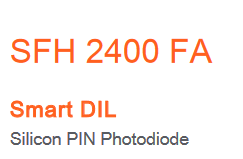 SFH 2400 FA
Smart DIL
Silicon PIN Photodiode